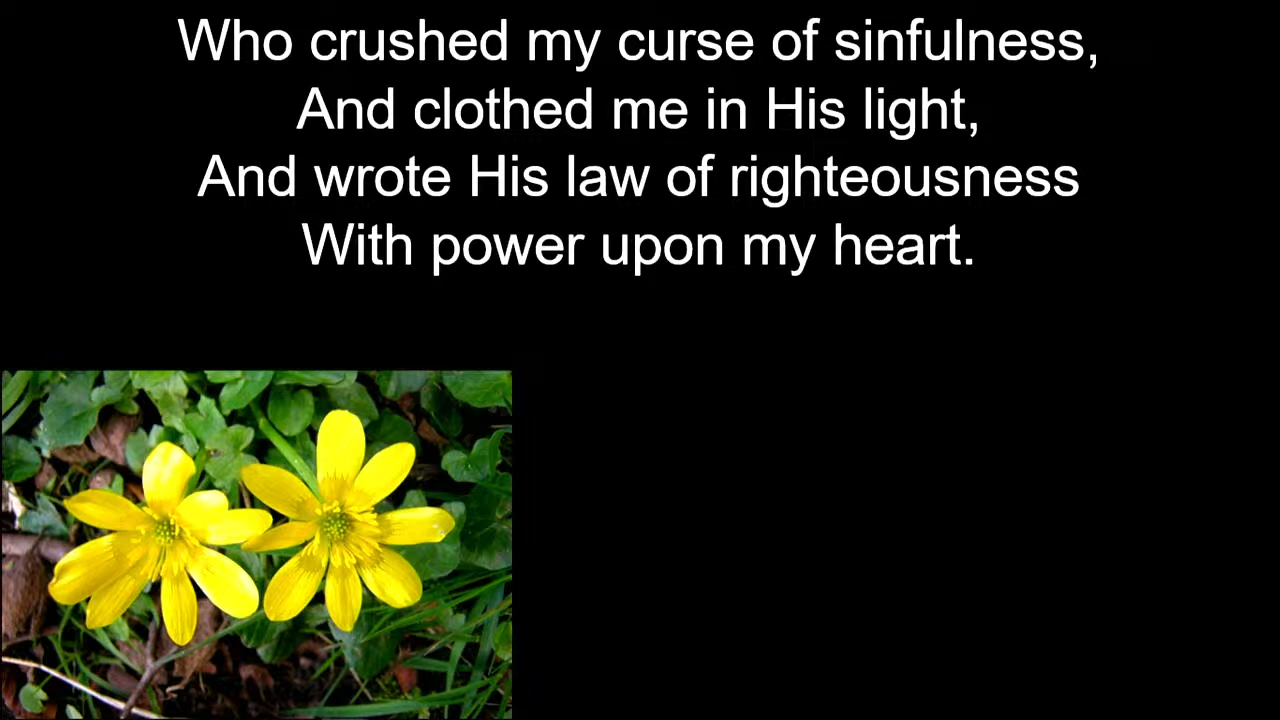 Who crushed my curse of sinfulness,
And clothed me in His light,
And wrote His law of righteousness
With power upon my heart.